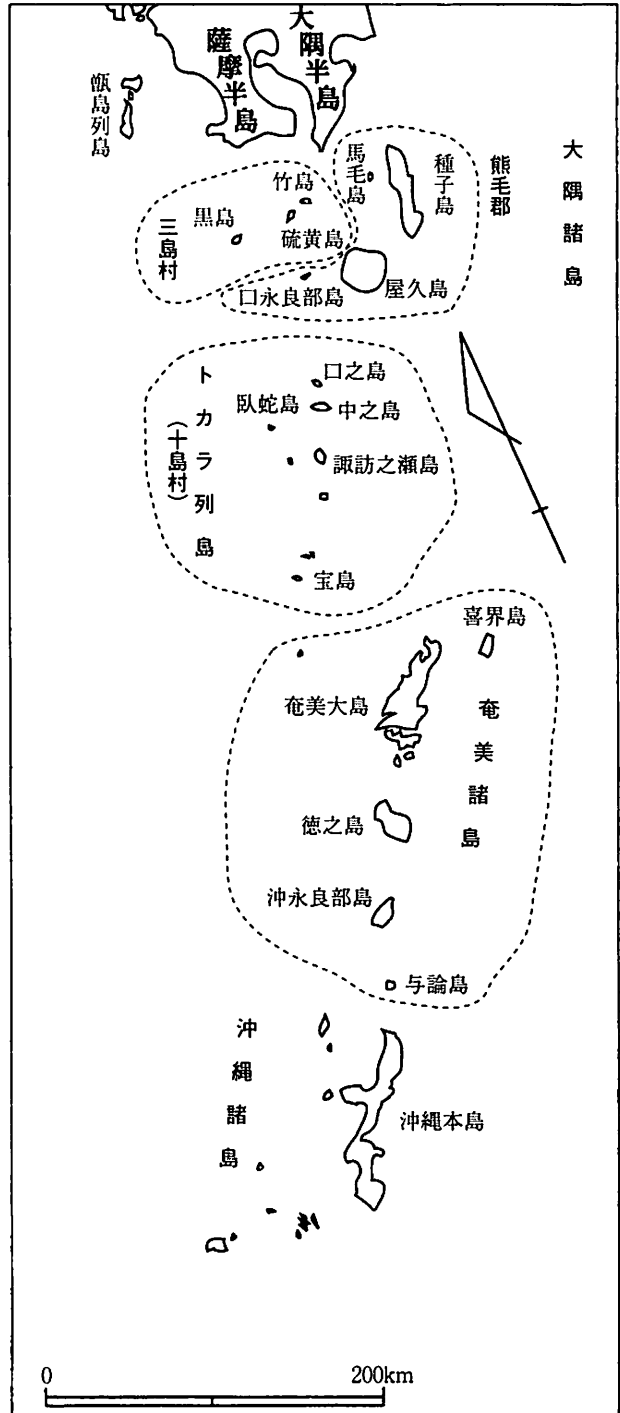 大隅半島
薩摩半島
甑島列島
大隅諸島
熊毛郡
種子島
馬毛島
竹島
黒島
硫黄島
三島村
口永良部島
屋久島
トカラ列島
(十島村)
口之島
臥蛇島
中之島
諏訪之瀬島
宝島
喜界島
奄美大島
奄美諸島
徳之島
沖永良部島
与論島
沖縄諸島
沖縄本島
0 200km